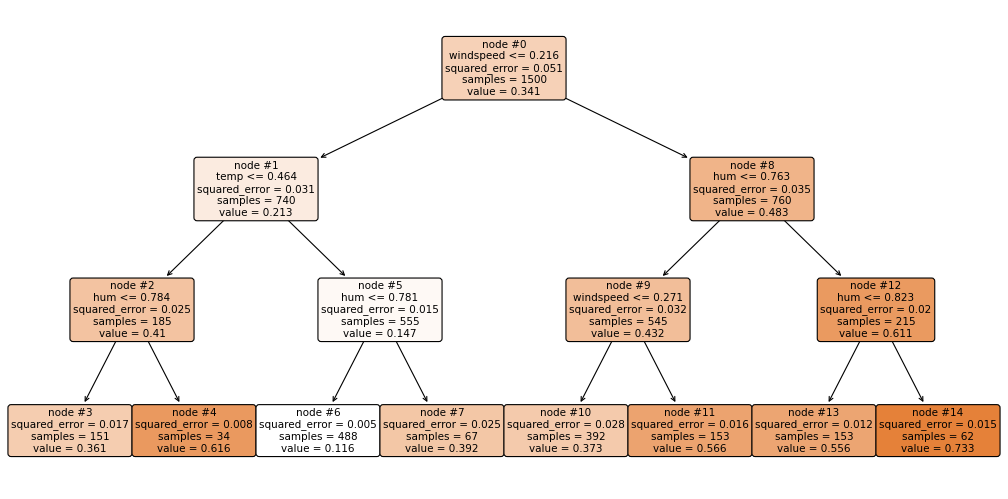 node #0
windspeed <= 0.216
squared_error = 0.051
samples = 1500
value = 0.341
node #1
temp <= 0.464
squared_error = 0.031
samples = 740
value = 0.213
node #8
hum <= 0.763
squared_error = 0.035
samples = 760
value = 0.483
node #2
hum <= 0.784
squared_error = 0.025
samples = 185
value = 0.41
node #5
hum <= 0.781
squared_error = 0.015
samples = 555
value = 0.147
node #9
windspeed <= 0.271
squared_error = 0.032
samples = 545
value = 0.432
node #12
hum <= 0.823
squared_error = 0.02
samples = 215
value = 0.611
node #3
squared_error = 0.017
samples = 151
value = 0.361
node #4
squared_error = 0.008
samples = 34
value = 0.616
node #6
squared_error = 0.005
samples = 488
value = 0.116
node #7
squared_error = 0.025
samples = 67
value = 0.392
node #10
squared_error = 0.028
samples = 392
value = 0.373
node #11
squared_error = 0.016
samples = 153
value = 0.566
node #13
squared_error = 0.012
samples = 153
value = 0.556
node #14
squared_error = 0.015
samples = 62
value = 0.733